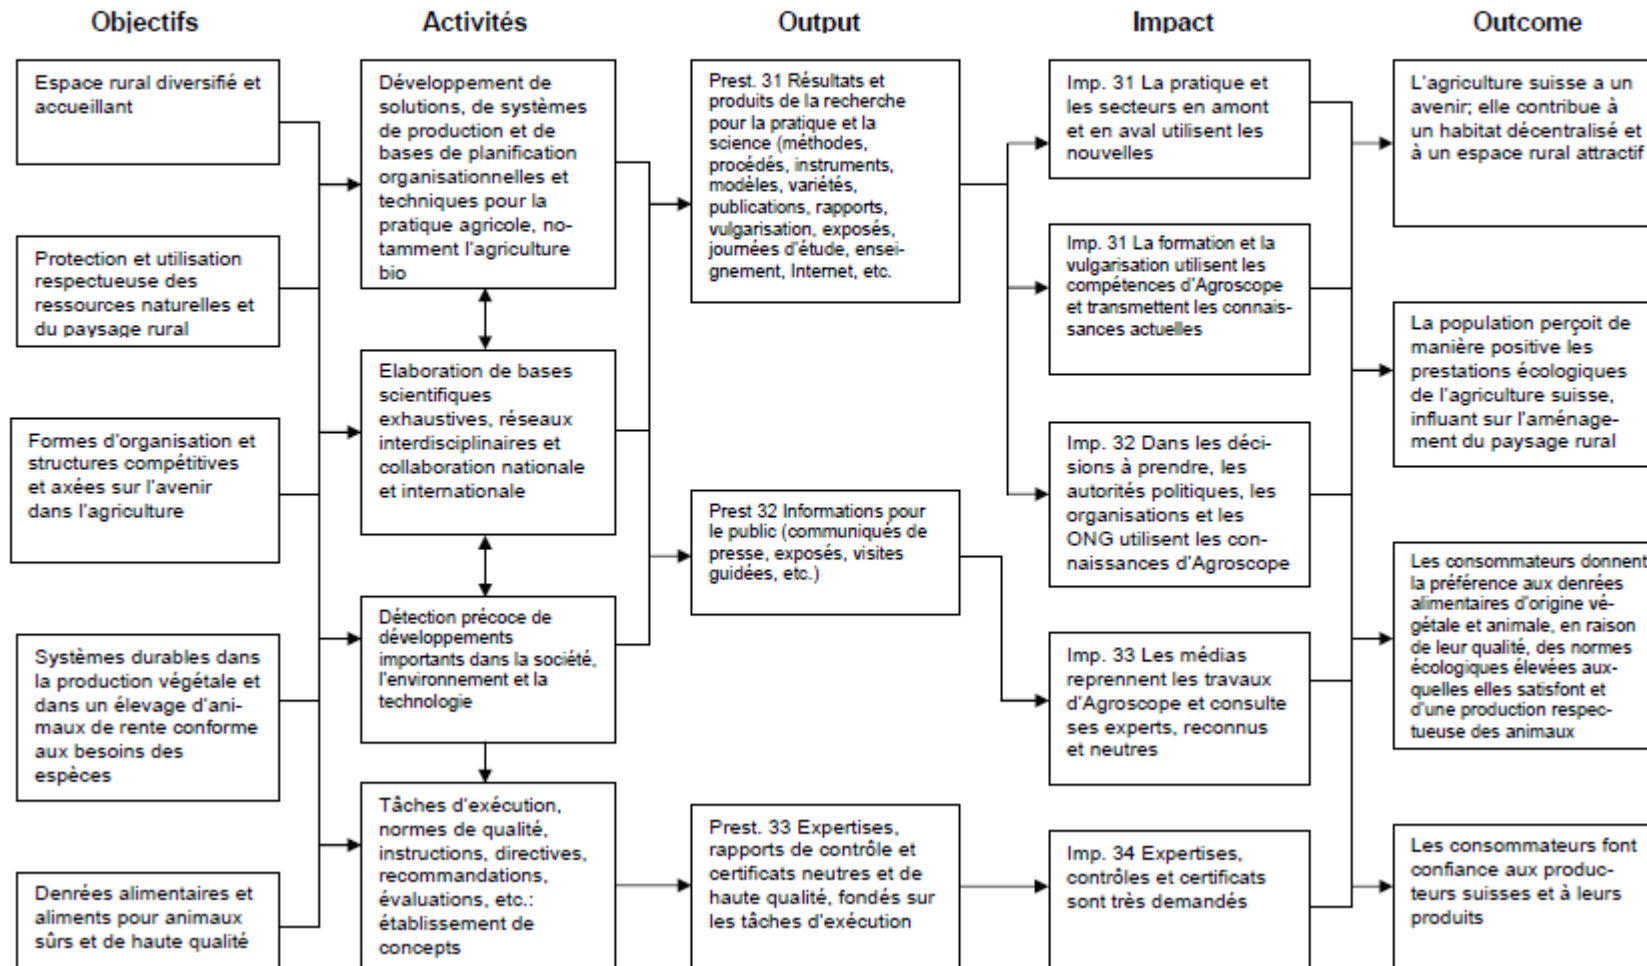 Objectifs
Activités
Output
Impact
Outcome
Espace rural diversifié et
accueillant
Protection et utilisation
respectueuse des
ressources naturelles et
du paysage rural
Formes d'organisation et
structures compétitives
et axées sur l'avenir
dans l'agriculture
Systèmes durables dans
la production végétale et
dans un élevage d'ani-
maux de rente conforme
aux besoins des
espèces
Denrées alimentaires et
aliments pour animaux
sûrs et de haute qualité
Développement de
solutions, de systèmes
de production et de
bases de planification
organisationnelles et
techniques pour la
pratique agricole, no-
tamment l'agriculture
bio
Elaboration de bases
scientifiques
exhaustives, réseaux
interdisciplinaires et
collaboration nationale
et internationale
Détection précoce de
développements
importants dans la société,
l'environnement et la
technologie
Tâches d'exécution,
normes de qualité,
instructions, directives,
recommandations,
évaluations, etc.:
établissement de
concepts
Prest. 31 Résultats et
produits de la recherche
pour la pratique et la
science (méthodes,
procédés, instruments,
modèles, variétés,
publications, rapports,
vulgarisation, exposés,
journées d'étude, ensei-
gnement, Internet, etc.
Prest 32 Informations pour
le public (communiqués de
presse, exposés, visites
guidées, etc.)
Prest. 33 Expertises,
rapports de contrôle et
certificats neutres et de
haute qualité, fondés sur
les tâches d'exécution
Imp. 31 La pratique et
les secteurs en amont
et en aval utilisent les
nouvelles
Imp. 31 La formation et la
vulgarisation utilisent les
compétences d'Agroscope
et transmettent les connais-
sances actuelles
Imp. 32 Dans les déci-
sions à prendre, les
autorités politiques, les
organisations et les
ONG utilisent les con-
naissances d'Agroscope
Imp. 33 Les médias
reprennent les travaux
d'Agroscope et consulte
ses experts, reconnus
et neutres
Imp. 34 Expertises,
contrôles et certificats
sont très demandés
L'agriculture suisse a un
avenir; elle contribue à
un habitat décentralisé et
à un espace rural attractif
La population perçoit de
manière positive les
prestations écologiques
de l'agriculture suisse,
influant sur l'aménage-
ment du paysage rural
Les consommateurs donnent
la préférence aux denrées
alimentaires d'origine vé-
gétale et animale, en raison
de leur qualité, des normes
écologiques élevées aux-
quelles elles satisfont et
d'une production respec-
tueuse des animaux
Les consommateurs font
confiance aux produc-
teurs suisses et à leurs
produits